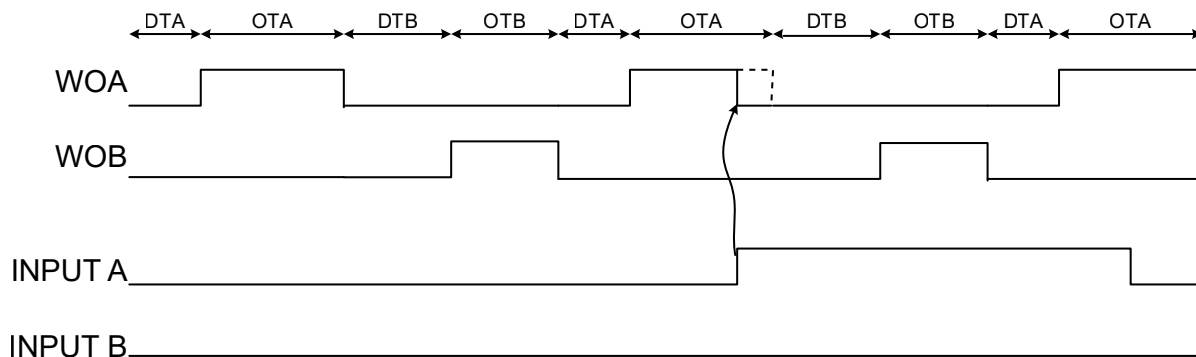 DTA OTA DTB OTB DTA OTA DTB OTB DTA OTA
WOA
WOB
INPUT A
INPUT B